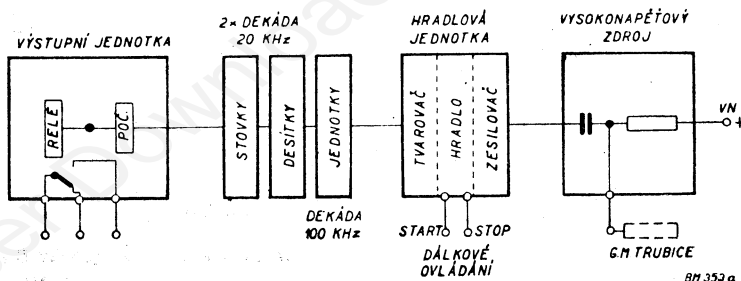 VÝSTUPNÍ JEDNOTKA
RELÉ
POČ.
2× DEKÁDA
20 KHz
STOVKY
DESÍTKY
JEDNOTKY
DEKÁDA
100 KHz
HRADLOVÁ
JEDNOTKA
TVAROVAČ
HRADLO
ZESILOVAČ
START
STOP
DÁLKOVÉ
OVLÁDÁNÍ
VYSOKONAPĚŤOVÝ
ZDROJ
VN
+
G.M TRUBICE
BM 353 a